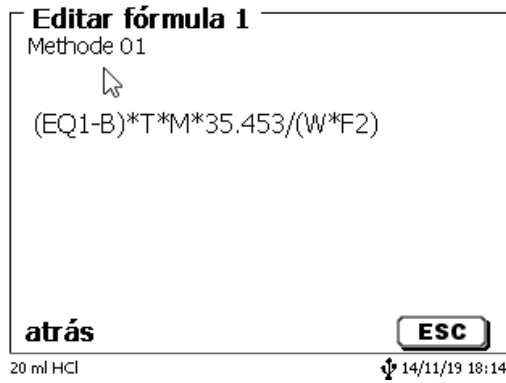 Editar fórmula 1
Methode 01
(EQ1-B)*T*M*35.453/(W*F2)
atrás
ESC
20 ml HCl
14/11/19 18:14